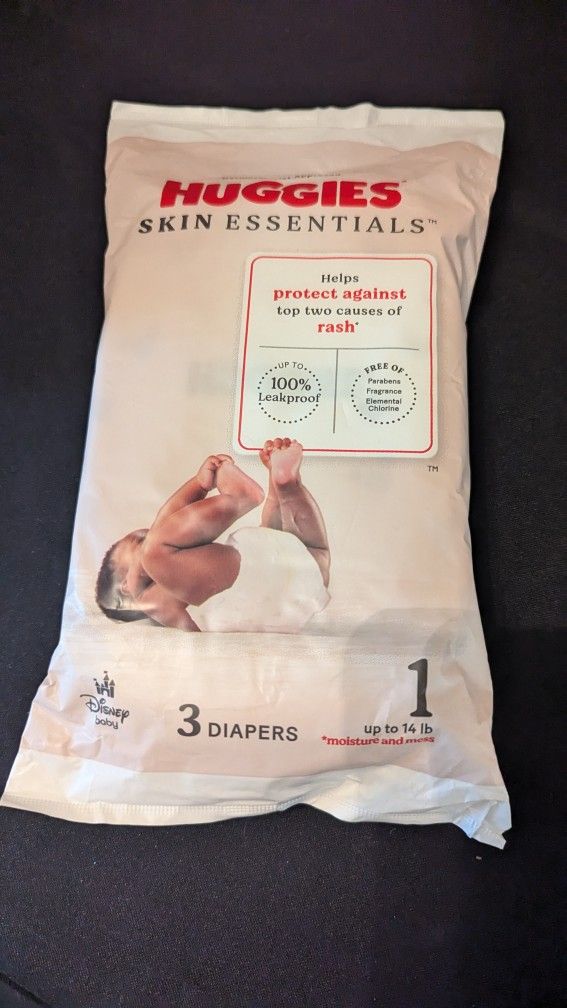 HUGGIES
SKIN ESSENTIALS™
Helps
protect against
top two causes of
rash*
UP TO
100%
Leakproof
FREE OF
Parabens
Fragrance
Elemental
Chlorine
TM
Disney
baby
3 DIAPERS
1
up to 14 lb
*moisture and mess